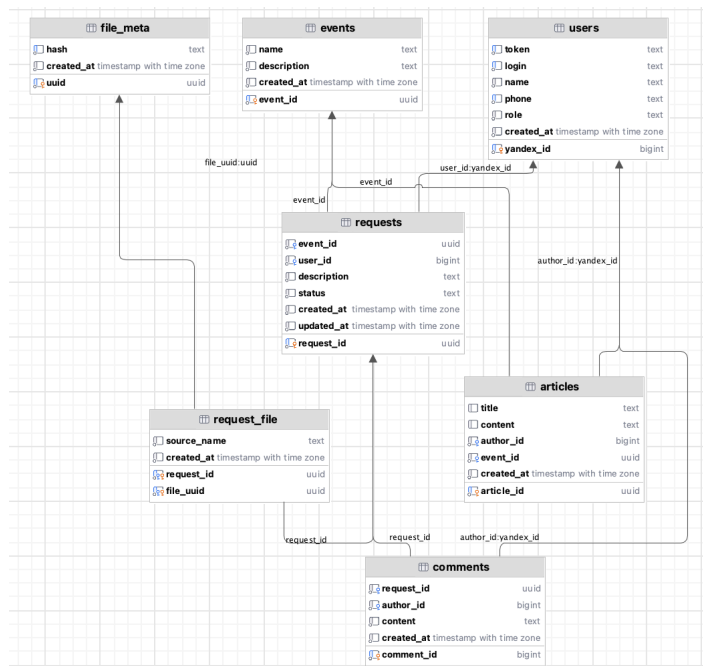 file_meta
hash text
created_at timestamp with time zone
uuid uuid
events
name text
description text
created_at timestamp with time zone
event_id uuid
users
token text
login text
name text
phone text
role text
created_at timestamp with time zone
yandex_id bigint
file_uuid:uuid
user_id:yandex_id
event_id
event_id
requests
event_id uuid
user_id bigint
description text
status text
created_at timestamp with time zone
updated_at timestamp with time zone
request_id uuid
author_id:yandex_id
articles
title text
content text
author_id bigint
event_id uuid
created_at timestamp with time zone
article_id uuid
request_file
source_name text
created_at timestamp with time zone
request_id uuid
file_uuid uuid
request_id
request_id
author_id:yandex_id
comments
request_id uuid
author_id bigint
content text
created_at timestamp with time zone
comment_id bigint